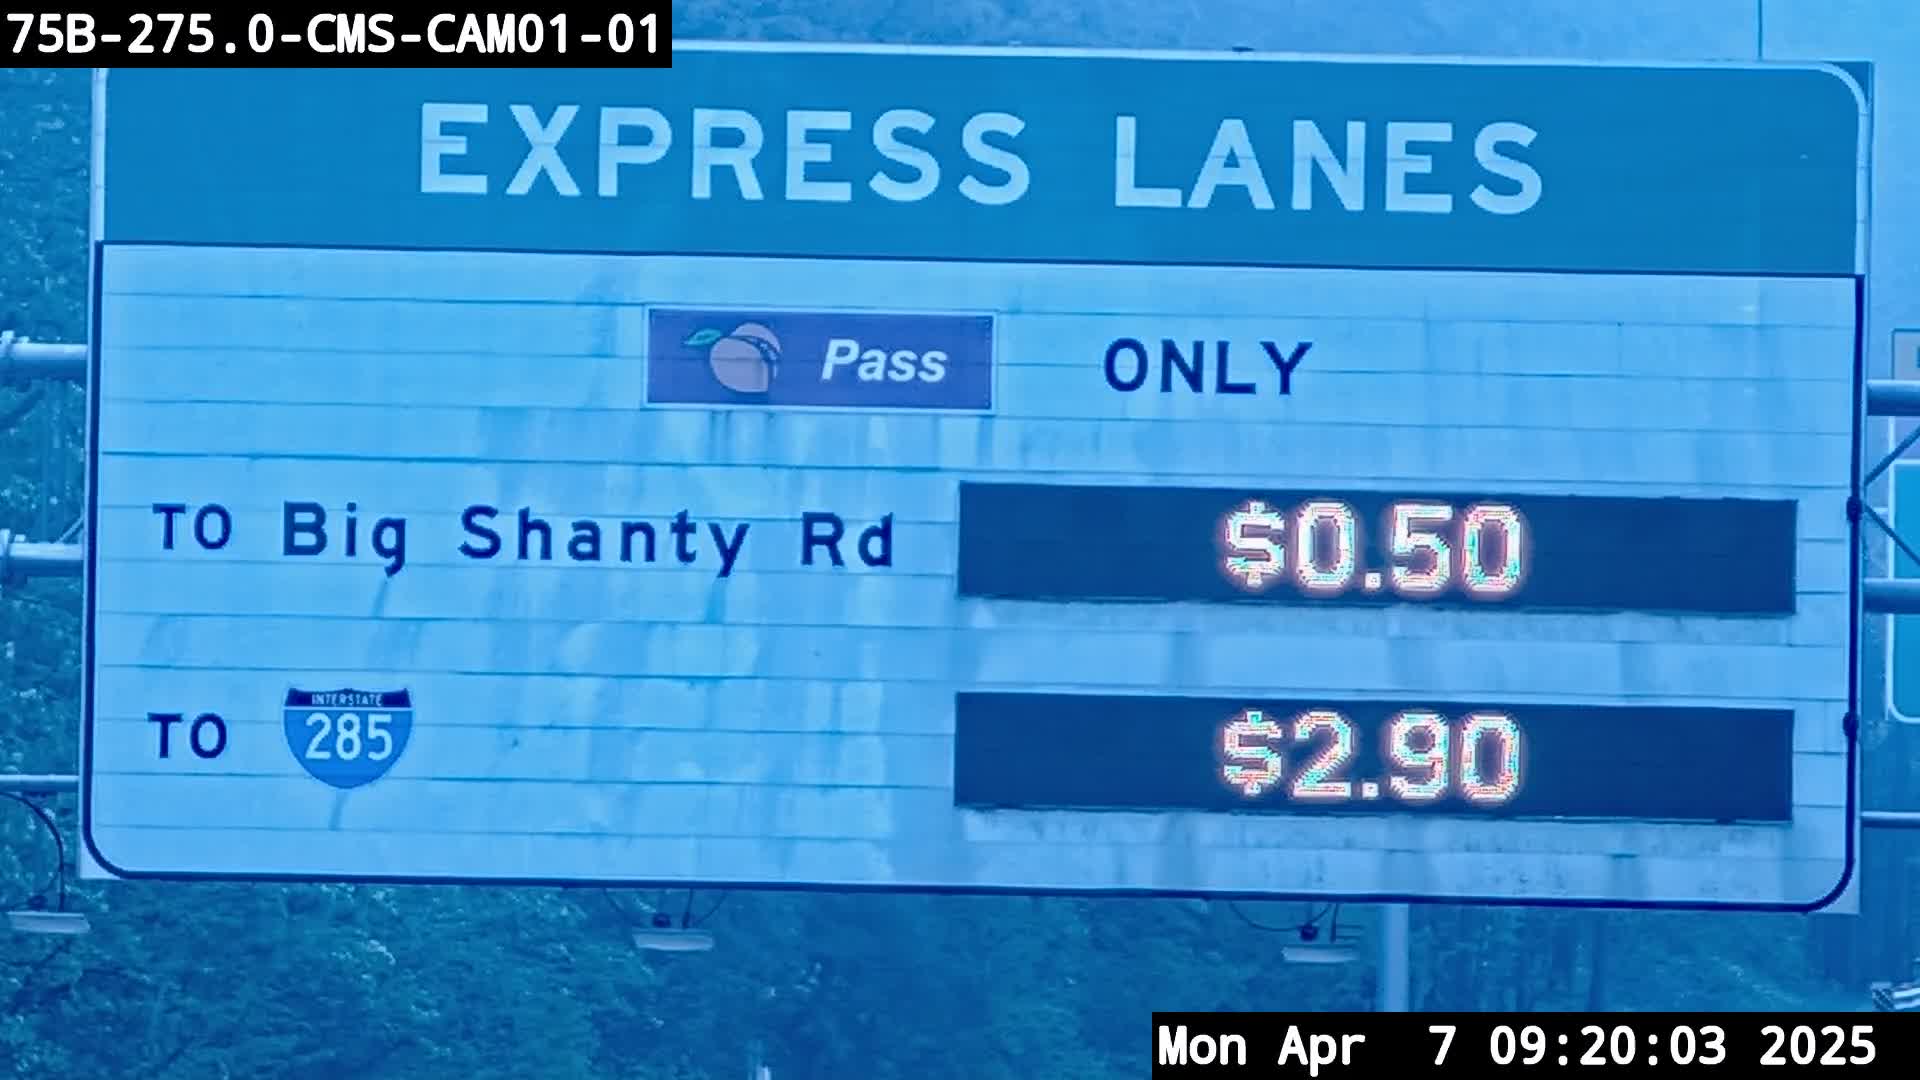 75B-275.0-CMS-CAM01-01
EXPRESS LANES
Pass ONLY
TO Big Shanty Rd $0.50
TO INTERSTATE 285 $2.90
Mon Apr 7 09:20:03 2025